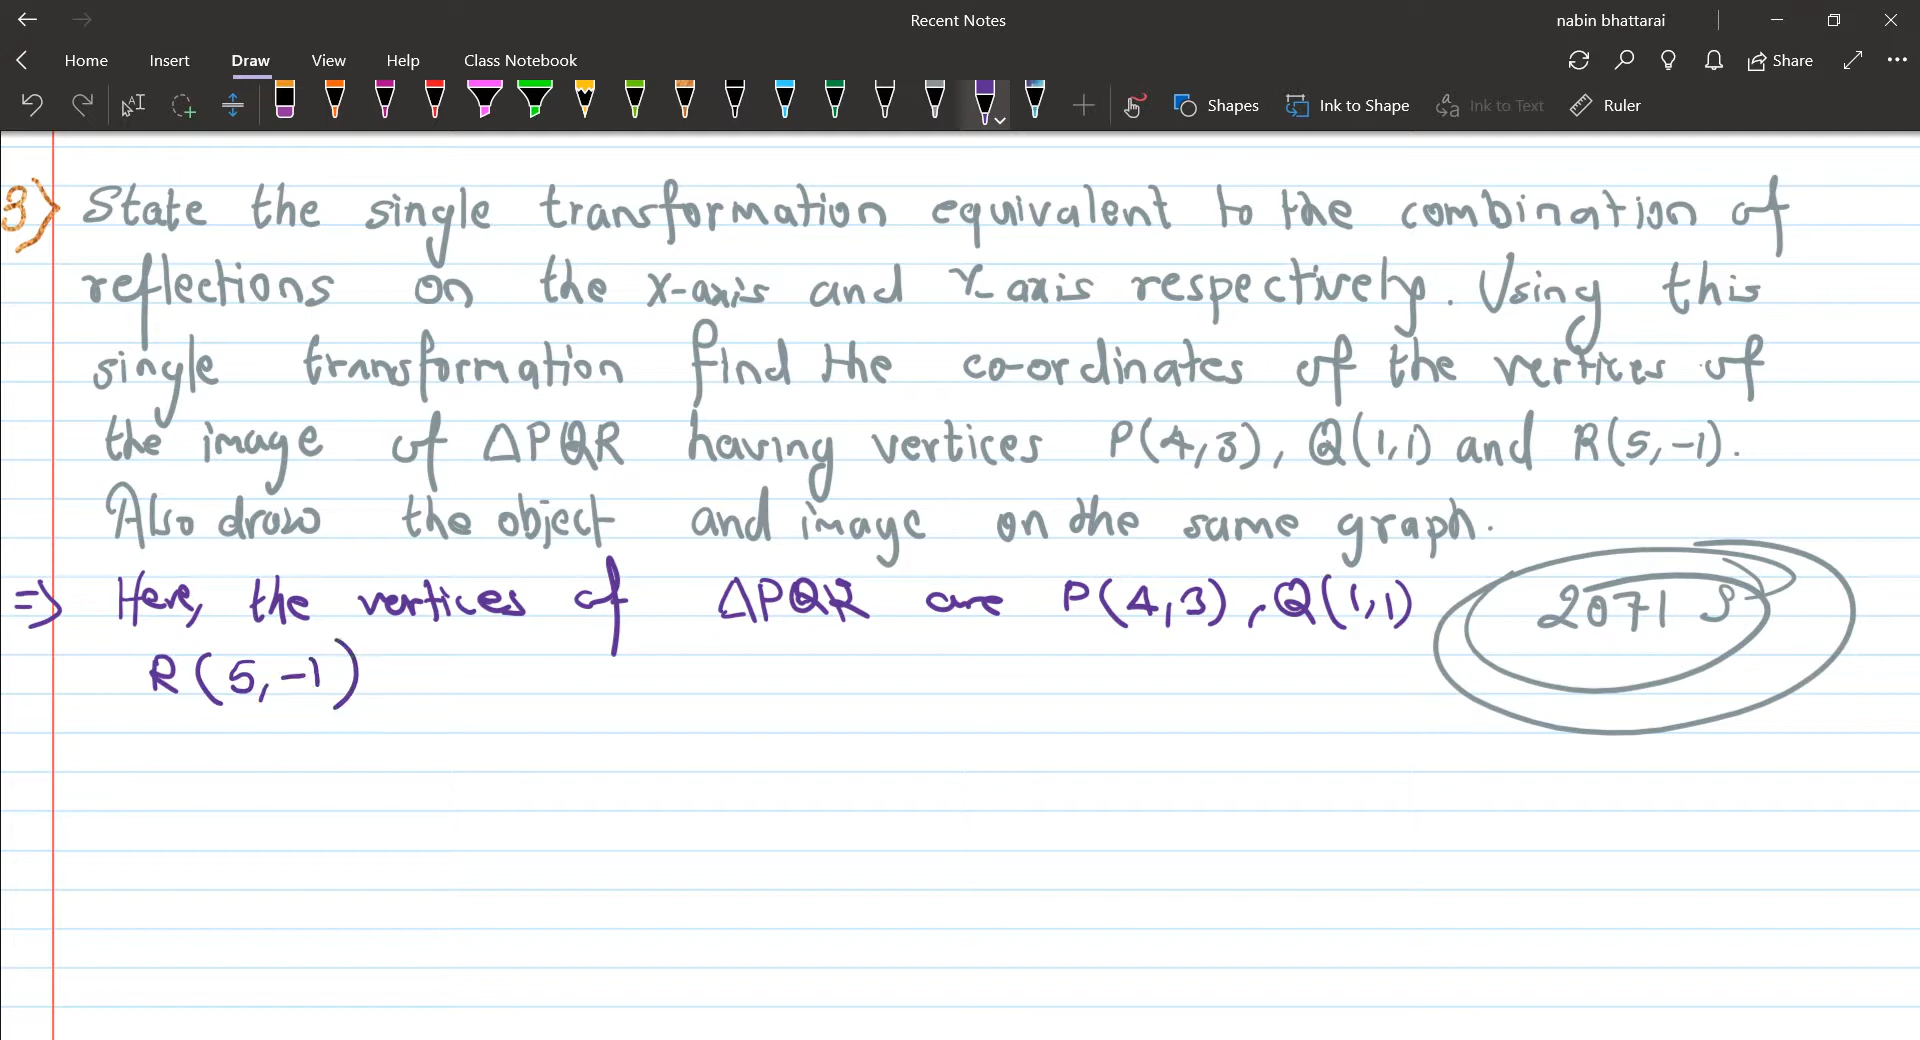 Recent Notes
nabin bhattarai
Home Insert Draw View Help Class Notebook
Share
Shapes Ink to Shape Ink to Text Ruler
3) State the single transformation equivalent to the combination of
reflections on the x-axis and Y-axis respectively. Using this
single transformation find the co-ordinates of the vertices of
the image of ΔPQR having vertices P(4,3), Q(1,1) and R(5,-1).
Also draw the object and image on the same graph.
=> Here, the vertices of ΔPQR are P(4,3), Q(1,1)
2071 S
R(5,-1)